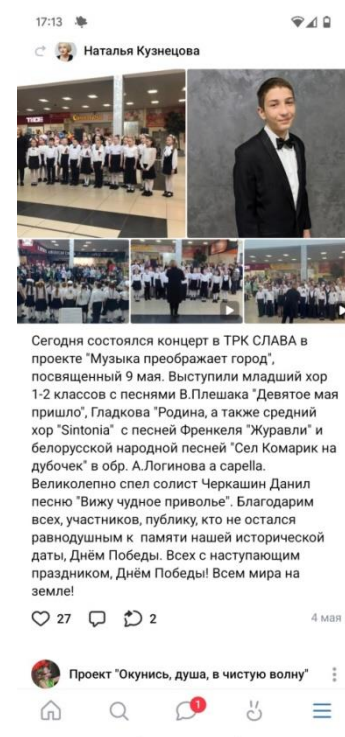 17:13
Наталья Кузнецова
Сегодня состоялся концерт в ТРК СЛАВА в
проекте "Музыка преображает город",
посвященный 9 мая. Выступили младший хор
1-2 классов с песнями В.Плешака "Девятое мая
пришло", Гладкова "Родина, а также средний
хор "Sintonia" с песней Френкеля "Журавли" и
белорусской народной песней "Сел Комарик на
дубочек" в обр. А.Логинова a capella.
Великолепно спел солист Черкашин Данил
песню "Вижу чудное приволье". Благодарим
всех, участников, публику, кто не остался
равнодушным к памяти нашей исторической
даты, Днём Победы. Всех с наступающим
праздником, Днём Победы! Всем мира на
земле!
27
2
4 мая
Проект "Окунись, душа, в чистую волну"
1